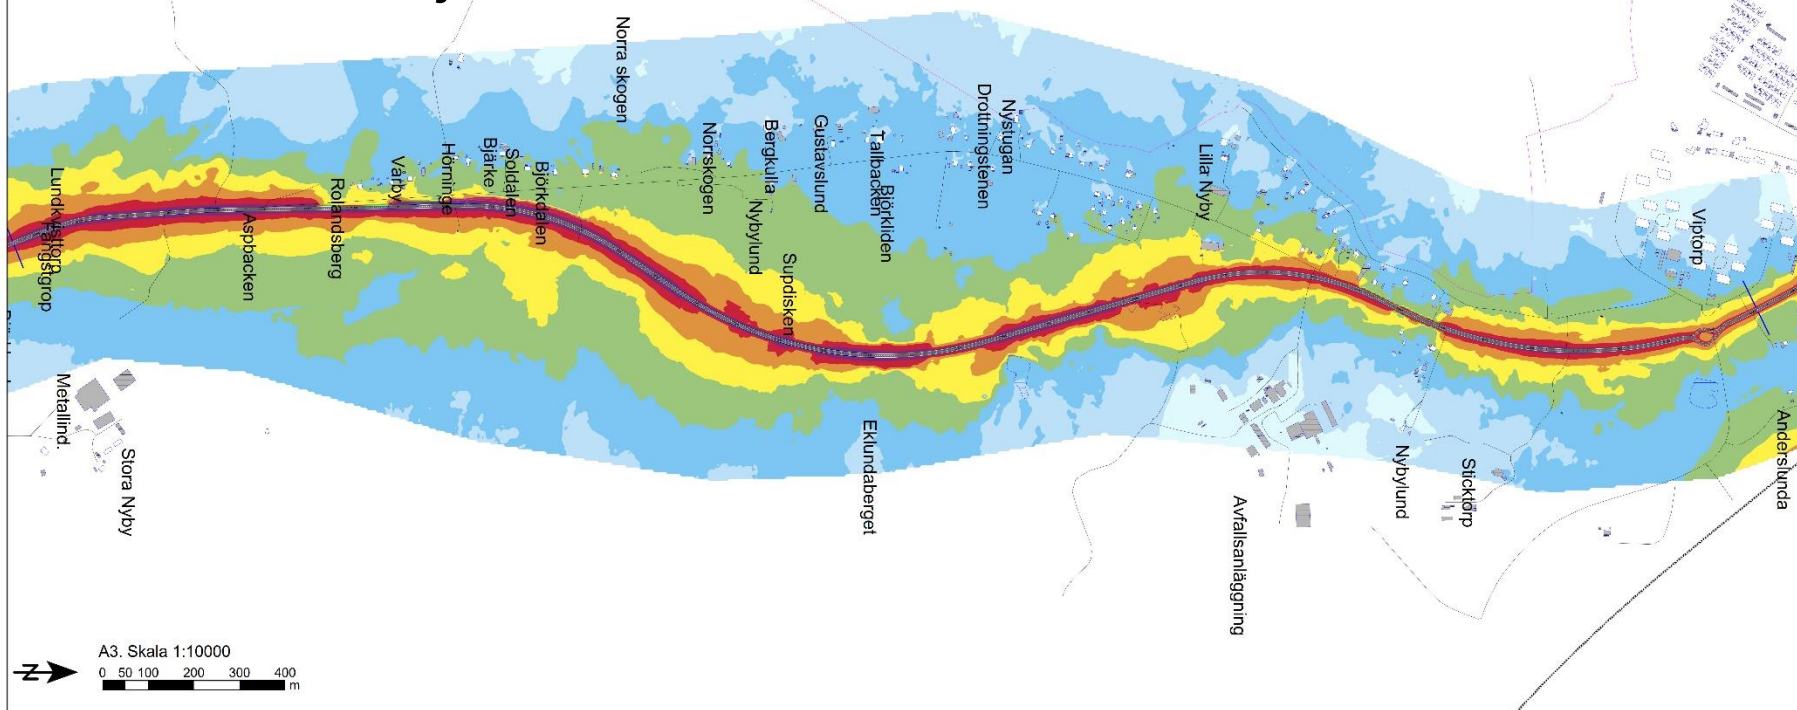 Norra skogen
Drottningstenen
Nystugan
Norrskogen
Bergkulla
Gustavslund
Tallbacken
Björkliden
Lilla Nyby
Lundkvisttorp
Rolandsberg
Vårby
Hörninge
Bjärke
Soldalen
Björkdalen
Aspbacken
Nybylund
Supdisken
Viptorp
Metallind.
Stora Nyby
Eklundaberget
Avfallsanläggning
Nybylund
Sticktorp
Anderslunda
A3. Skala 1:10000
0 50 100 200 300 400
m
N